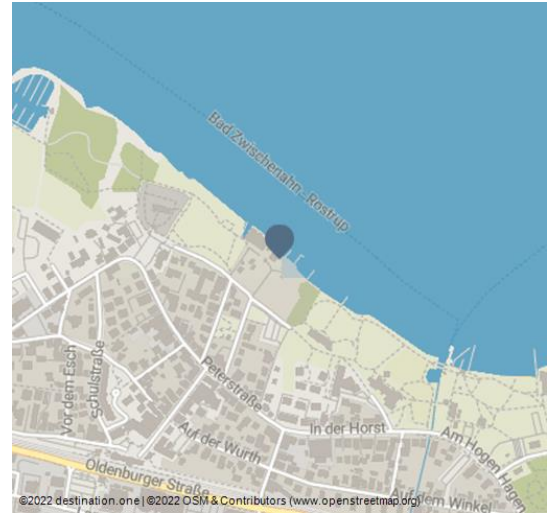 Bad Zwischenahn - Rostrup
Vor dem Esch
Schulstraße
Peterstraße
In der Horst
Auf der Wurth
Am Hogen Hagen
Oldenburger Straße
Auf dem Winkel
©2022 destination.one | ©2022 OSM & Contributors (www.openstreetmap.org)